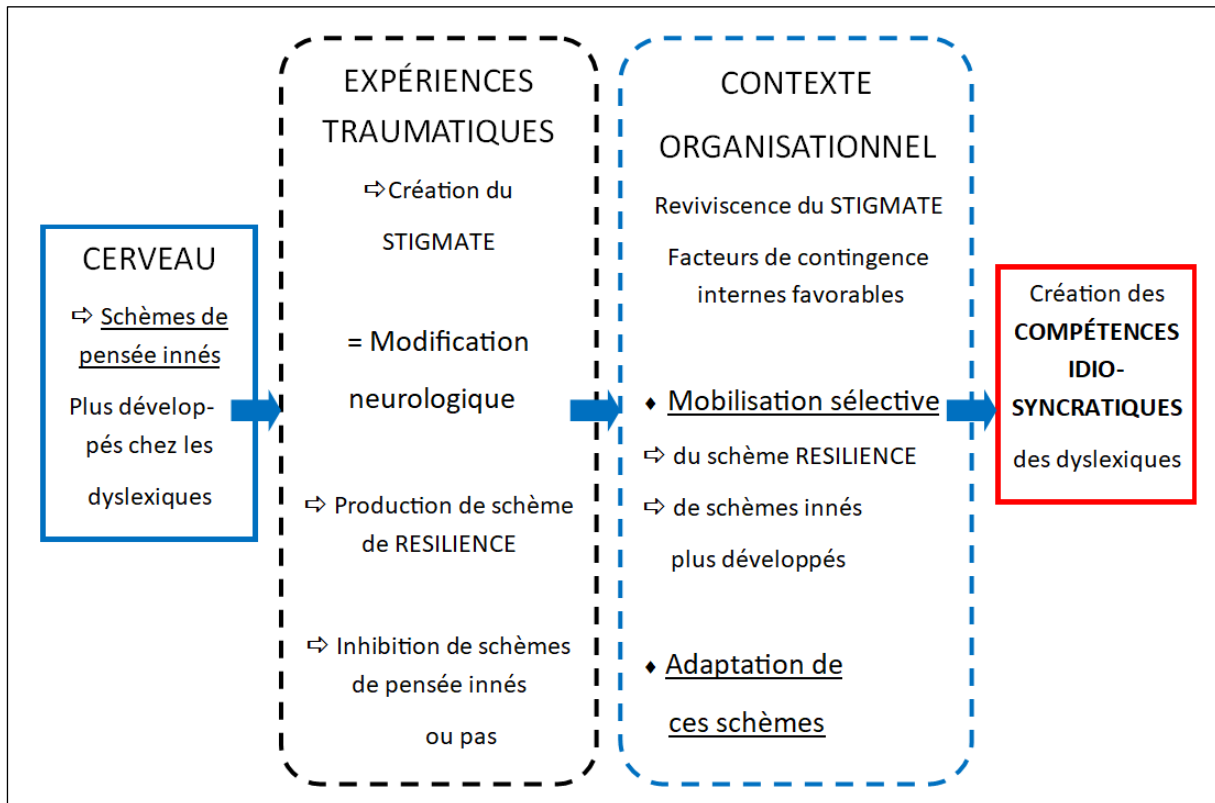 CERVEAU
⇨ Schèmes de
pensée innés
Plus dévelop-
pés chez les
dyslexiques
EXPÉRIENCES
TRAUMATIQUES
⇨Création du
STIGMATE
= Modification
neurologique
⇨ Production de schème
de RESILIENCE
⇨ Inhibition de schèmes
de pensée innés
ou pas
CONTEXTE
ORGANISATIONNEL
Reviviscence du STIGMATE
Facteurs de contingence
internes favorables
♦ Mobilisation sélective
⇨ du schème RESILIENCE
⇨ de schèmes innés
plus développés
♦ Adaptation de
ces schèmes
Création des
COMPÉTENCES
IDIO-
SYNCRATIQUES
des dyslexiques